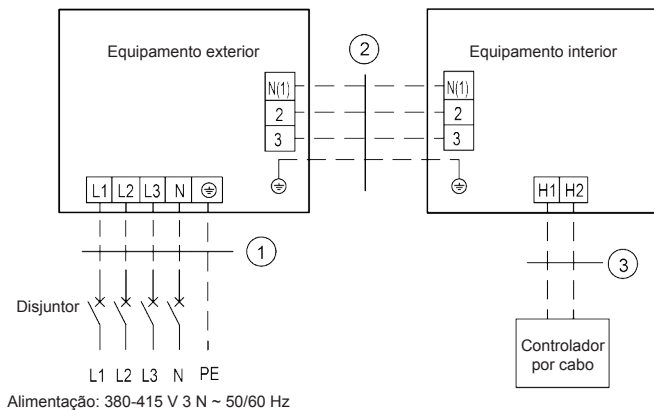 Equipamento exterior
2
Equipamento interior
N(1)
2
3
N(1)
2
3
L1 L2 L3 N
H1 H2
1
3
Disjuntor
Controlador
por cabo
L1 L2 L3 N PE
Alimentação: 380-415 V 3 N ~ 50/60 Hz